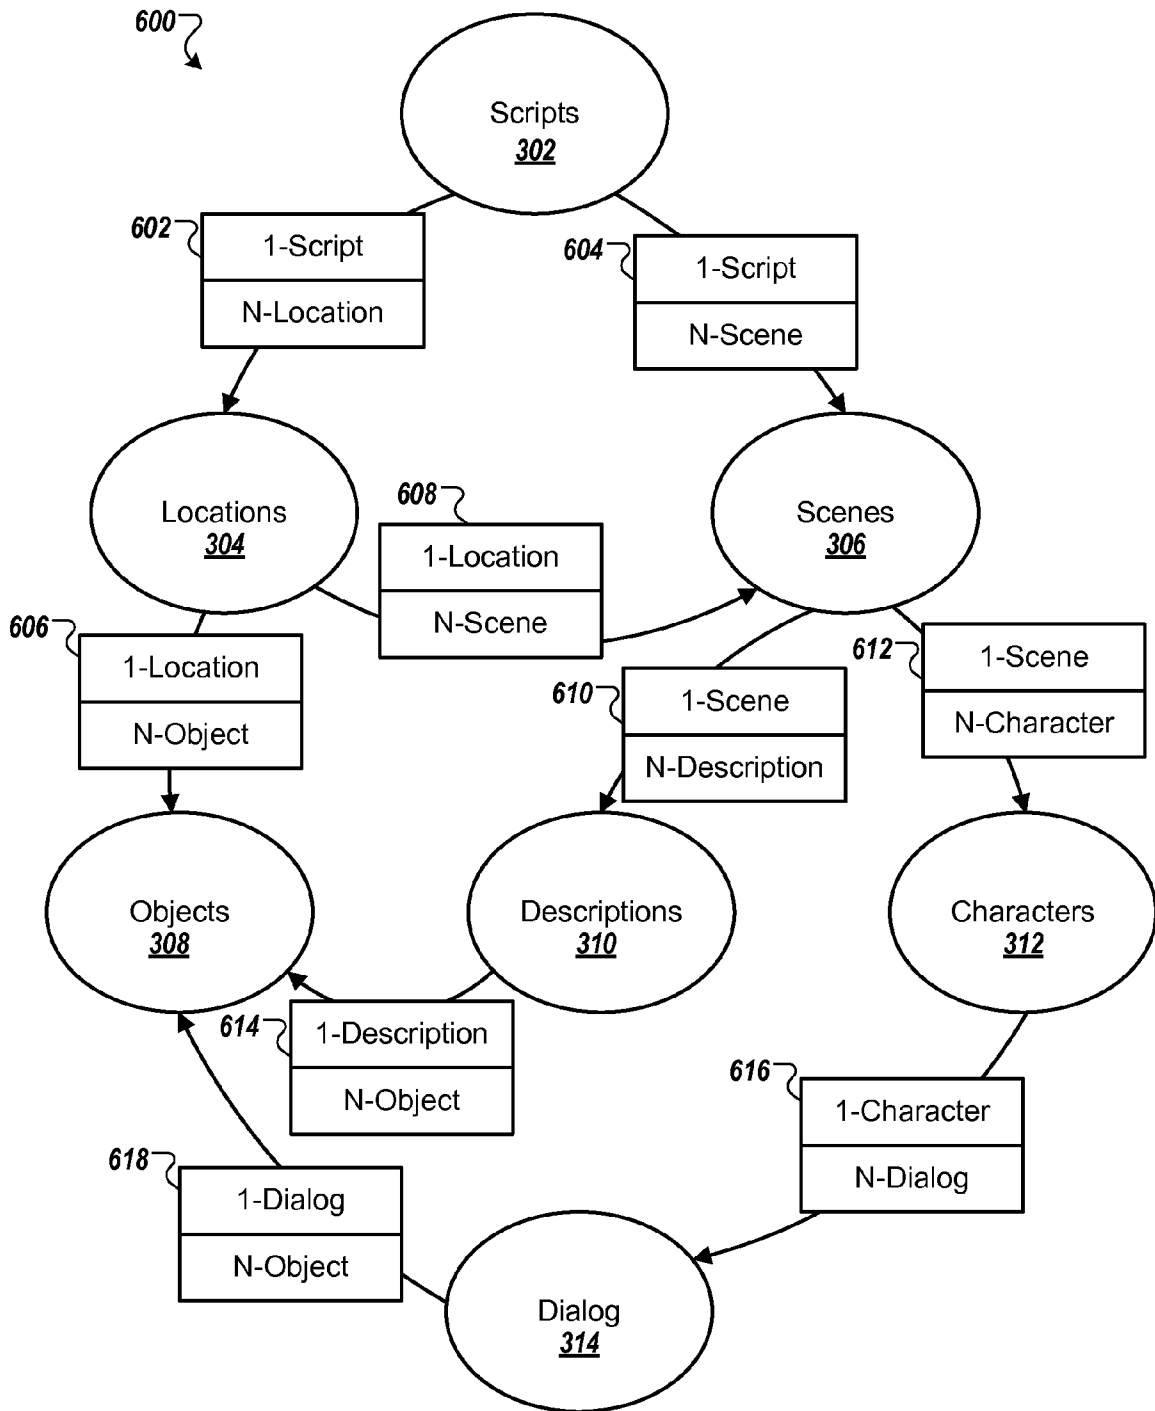 600
Scripts
302
602
1-Script
N-Location
604
1-Script
N-Scene
Locations
304
608
1-Location
N-Scene
Scenes
306
606
1-Location
N-Object
610
1-Scene
N-Description
612
1-Scene
N-Character
Objects
308
Descriptions
310
Characters
312
614
1-Description
N-Object
616
1-Character
N-Dialog
618
1-Dialog
N-Object
Dialog
314